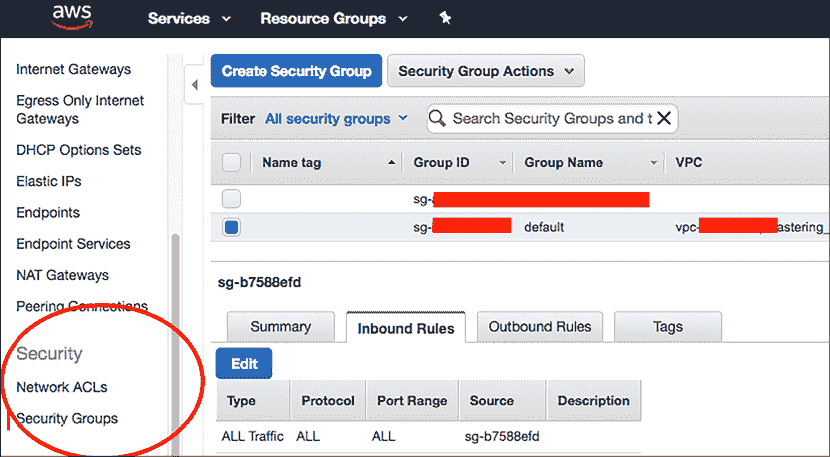 aws
Services
Resource Groups
Internet Gateways
Egress Only Internet
Gateways
DHCP Options Sets
Elastic IPs
Endpoints
Endpoint Services
NAT Gateways
Peering Connections
Security
Network ACLs
Security Groups
Create Security Group
Security Group Actions
Filter All security groups
Search Security Groups and t
Name tag Group ID Group Name VPC
sg-
sg- default vpc- astering_
sg-b7588efd
Summary Inbound Rules Outbound Rules Tags
Edit
Type Protocol Port Range Source Description
ALL Traffic ALL ALL sg-b7588efd